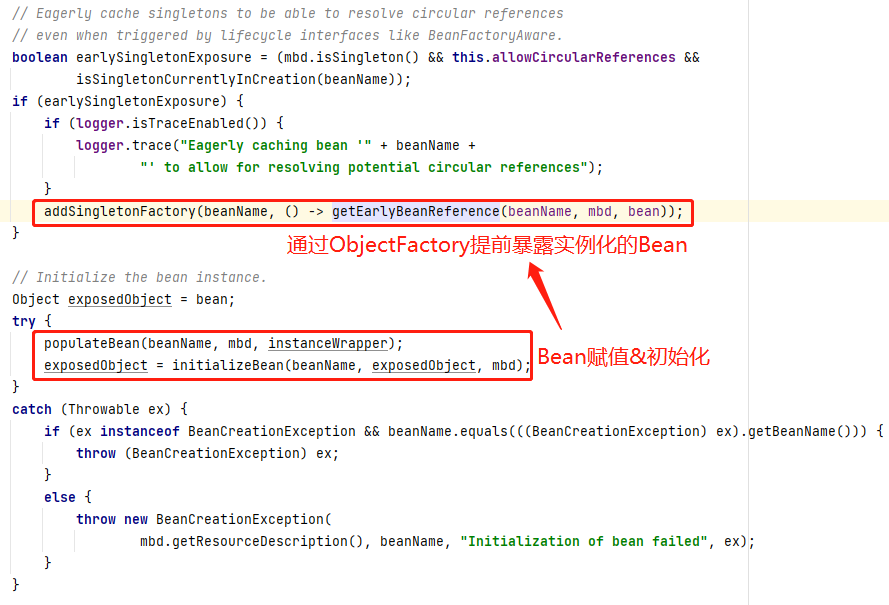 // Eagerly cache singletons to be able to resolve circular references
// even when triggered by lifecycle interfaces like BeanFactoryAware.
boolean earlySingletonExposure = (mbd.isSingleton() && this.allowCircularReferences &&
        isSingletonCurrentlyInCreation(beanName));
if (earlySingletonExposure) {
    if (logger.isTraceEnabled()) {
        logger.trace("Eagerly caching bean '" + beanName +
                "' to allow for resolving potential circular references");
    }
    addSingletonFactory(beanName, () -> getEarlyBeanReference(beanName, mbd, bean));
}
通过ObjectFactory提前暴露实例化的Bean
// Initialize the bean instance.
Object exposedObject = bean;
try {
    populateBean(beanName, mbd, instanceWrapper);
Bean赋值&初始化
    exposedObject = initializeBean(beanName, exposedObject, mbd);
}
catch (Throwable ex) {
    if (ex instanceof BeanCreationException && beanName.equals(((BeanCreationException) ex).getBeanName())) {
        throw (BeanCreationException) ex;
    }
    else {
        throw new BeanCreationException(
                mbd.getResourceDescription(), beanName, "Initialization of bean failed", ex);
    }
}